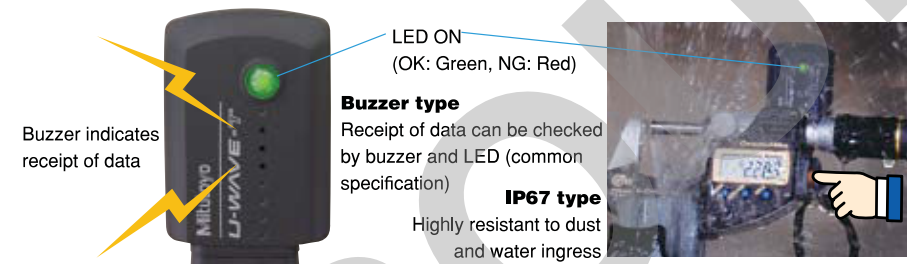 LED ON
(OK: Green, NG: Red)
Buzzer type
Receipt of data can be checked
by buzzer and LED (common
specification)
Buzzer indicates
receipt of data
IP67 type
Highly resistant to dust
and water ingress
Mitutoyo
U-WAVE-T